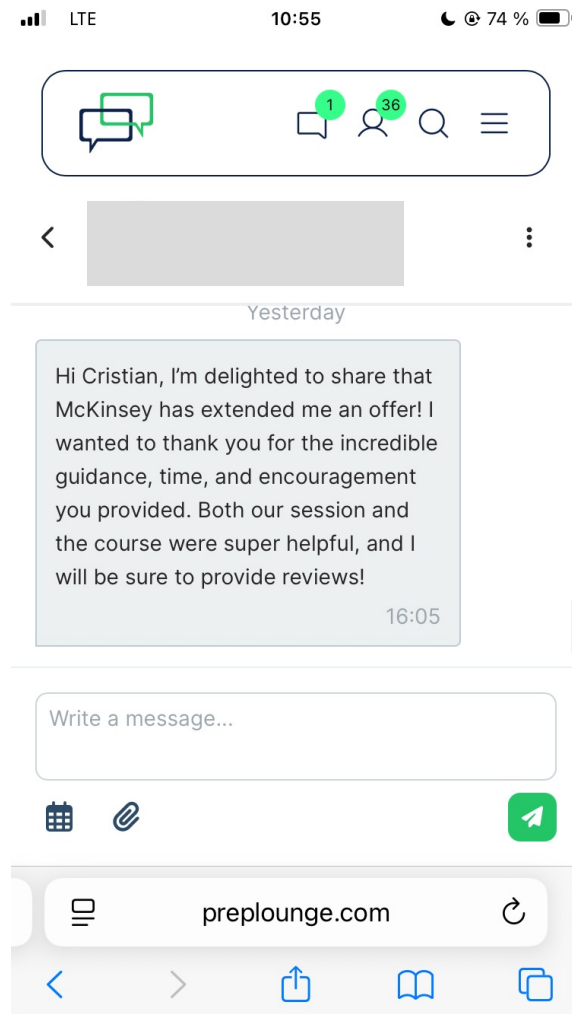 LTE 10:55 74 %
1 36
Yesterday
Hi Cristian, I’m delighted to share that
McKinsey has extended me an offer! I
wanted to thank you for the incredible
guidance, time, and encouragement
you provided. Both our session and
the course were super helpful, and I
will be sure to provide reviews!
16:05
Write a message...
preplounge.com